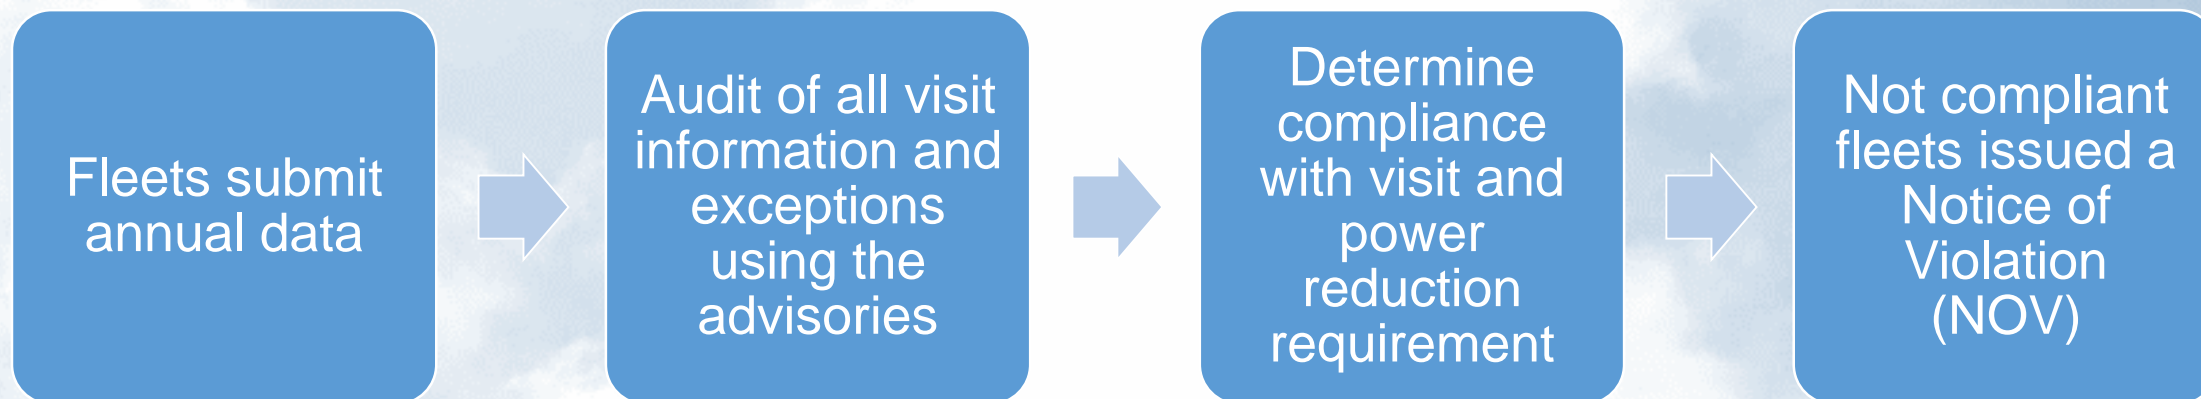 Fleets submit
annual data
Audit of all visit
information and
exceptions
using the
advisories
Determine
compliance
with visit and
power
reduction
requirement
Not compliant
fleets issued a
Notice of
Violation
(NOV)